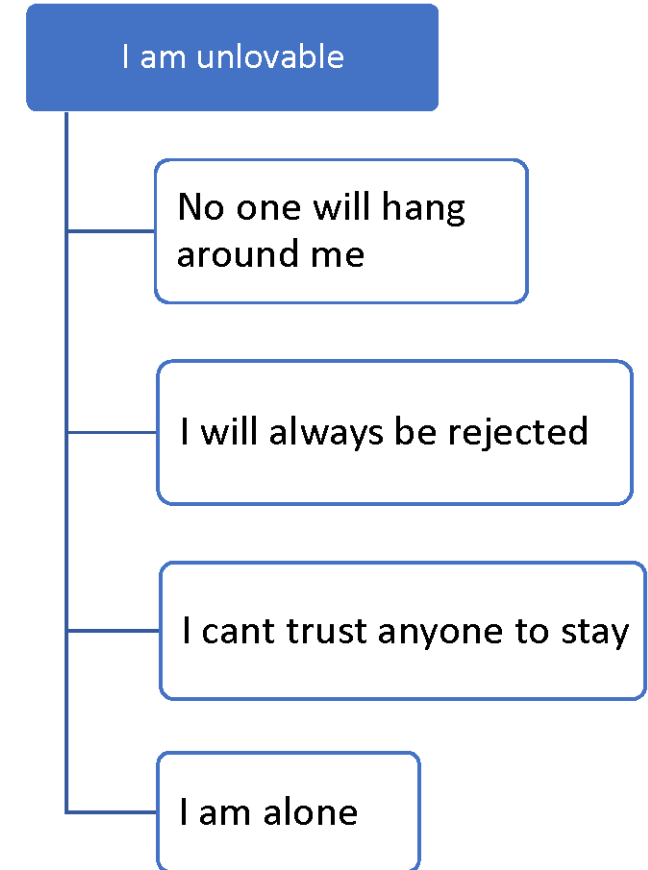 I am unlovable
No one will hang
around me
I will always be rejected
I cant trust anyone to stay
I am alone